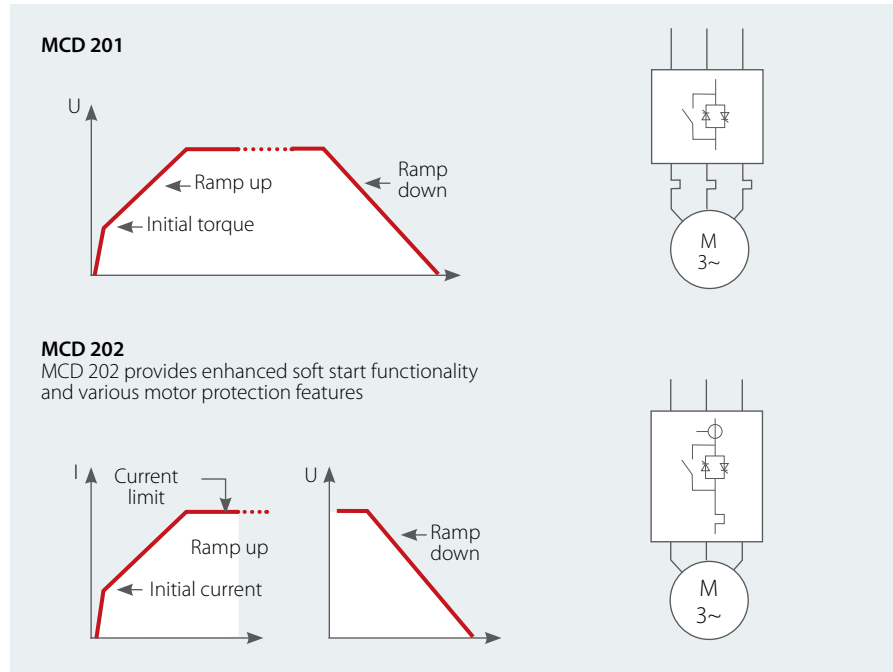 MCD 201
U
Ramp up
Initial torque
Ramp
down
M
3~
MCD 202
MCD 202 provides enhanced soft start functionality
and various motor protection features
I
Current
limit
Ramp up
Initial current
U
Ramp
down
M
3~